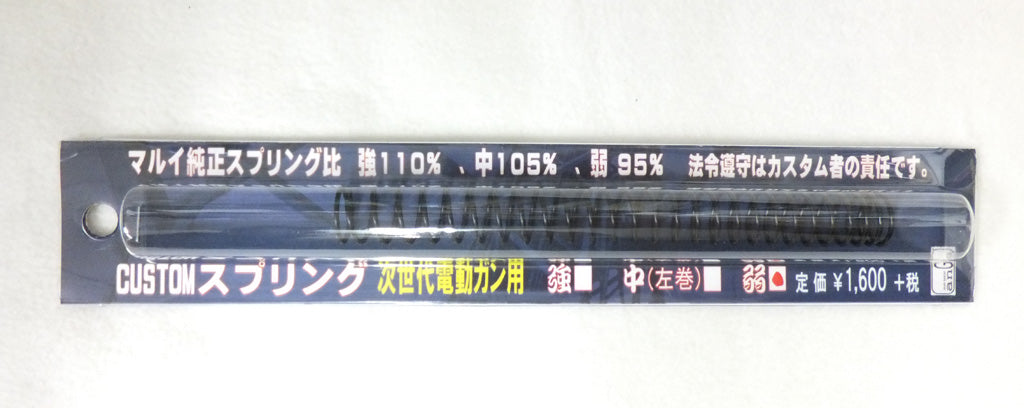 マルイ純正スプリング比 強110% 、中105% 、弱 95% 法令遵守はカスタム者の責任です。
CUSTOMスプリング 次世代電動ガン用 強 中(左巻) 弱 定価 ¥1,600 +税